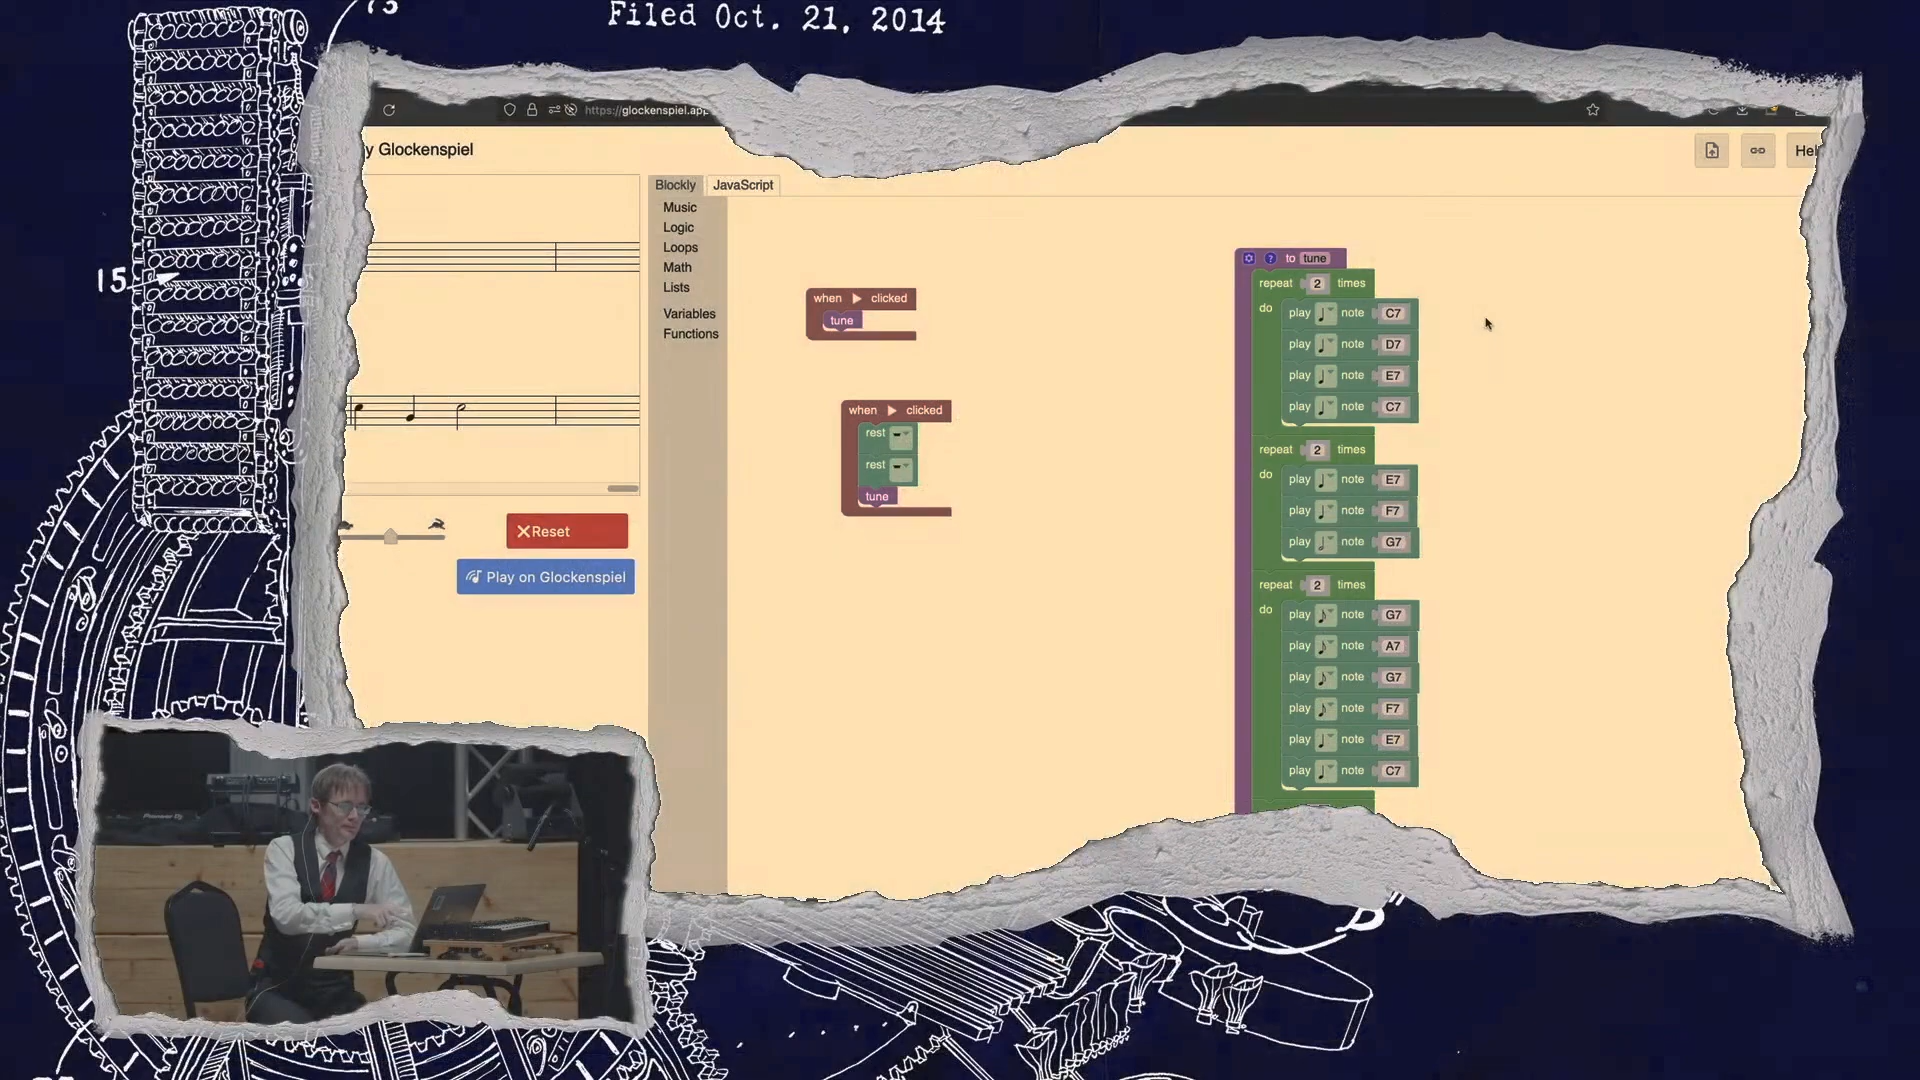 Filed Oct. 21, 2014
15
https://glockenspiel.app
y Glockenspiel
Hel
Blockly
JavaScript
Music
Logic
Loops
Math
Lists
Variables
Functions
Reset
Play on Glockenspiel
when clicked
tune
when clicked
rest
rest
tune
to tune
repeat 2 times
do
play note C7
play note D7
play note E7
play note C7
repeat 2 times
do
play note E7
play note F7
play note G7
repeat 2 times
do
play note G7
play note A7
play note G7
play note F7
play note E7
play note C7
Pioneer Dj